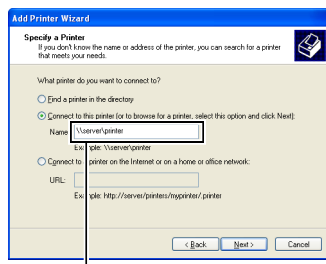 Add Printer Wizard
Specify a Printer
If you don't know the name or address of the printer, you can search for a printer
that meets your needs.
What printer do you want to connect to?
Find a printer in the directory
Connect to this printer (or to browse for a printer, select this option and click Next):
Name \\server\printer
Example: \\server\printer
Connect to a printer on the Internet or on a home or office network:
URL:
Example: http://server/printers/myprinter/.printer
< Back Next > Cancel